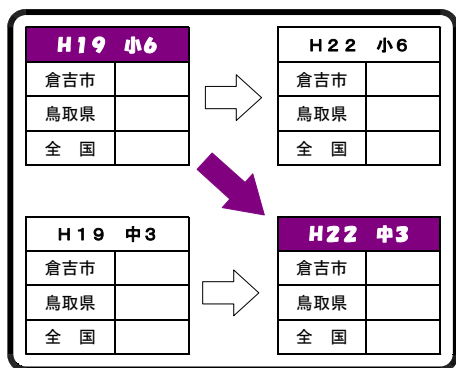 H19 小6
倉吉市
鳥取県
全 国
H22 小6
倉吉市
鳥取県
全 国
H19 中3
倉吉市
鳥取県
全 国
H22 中3
倉吉市
鳥取県
全 国